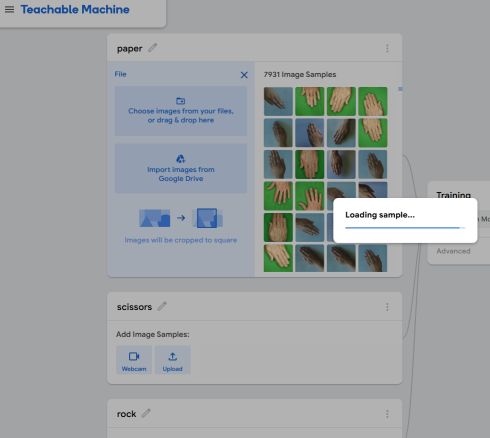 Teachable Machine
paper
File
7931 Image Samples
Choose images from your files,
or drag & drop here
Import images from
Google Drive
Images will be cropped to square
Loading sample...
Training
Advanced
scissors
Add Image Samples:
Webcam
Upload
rock